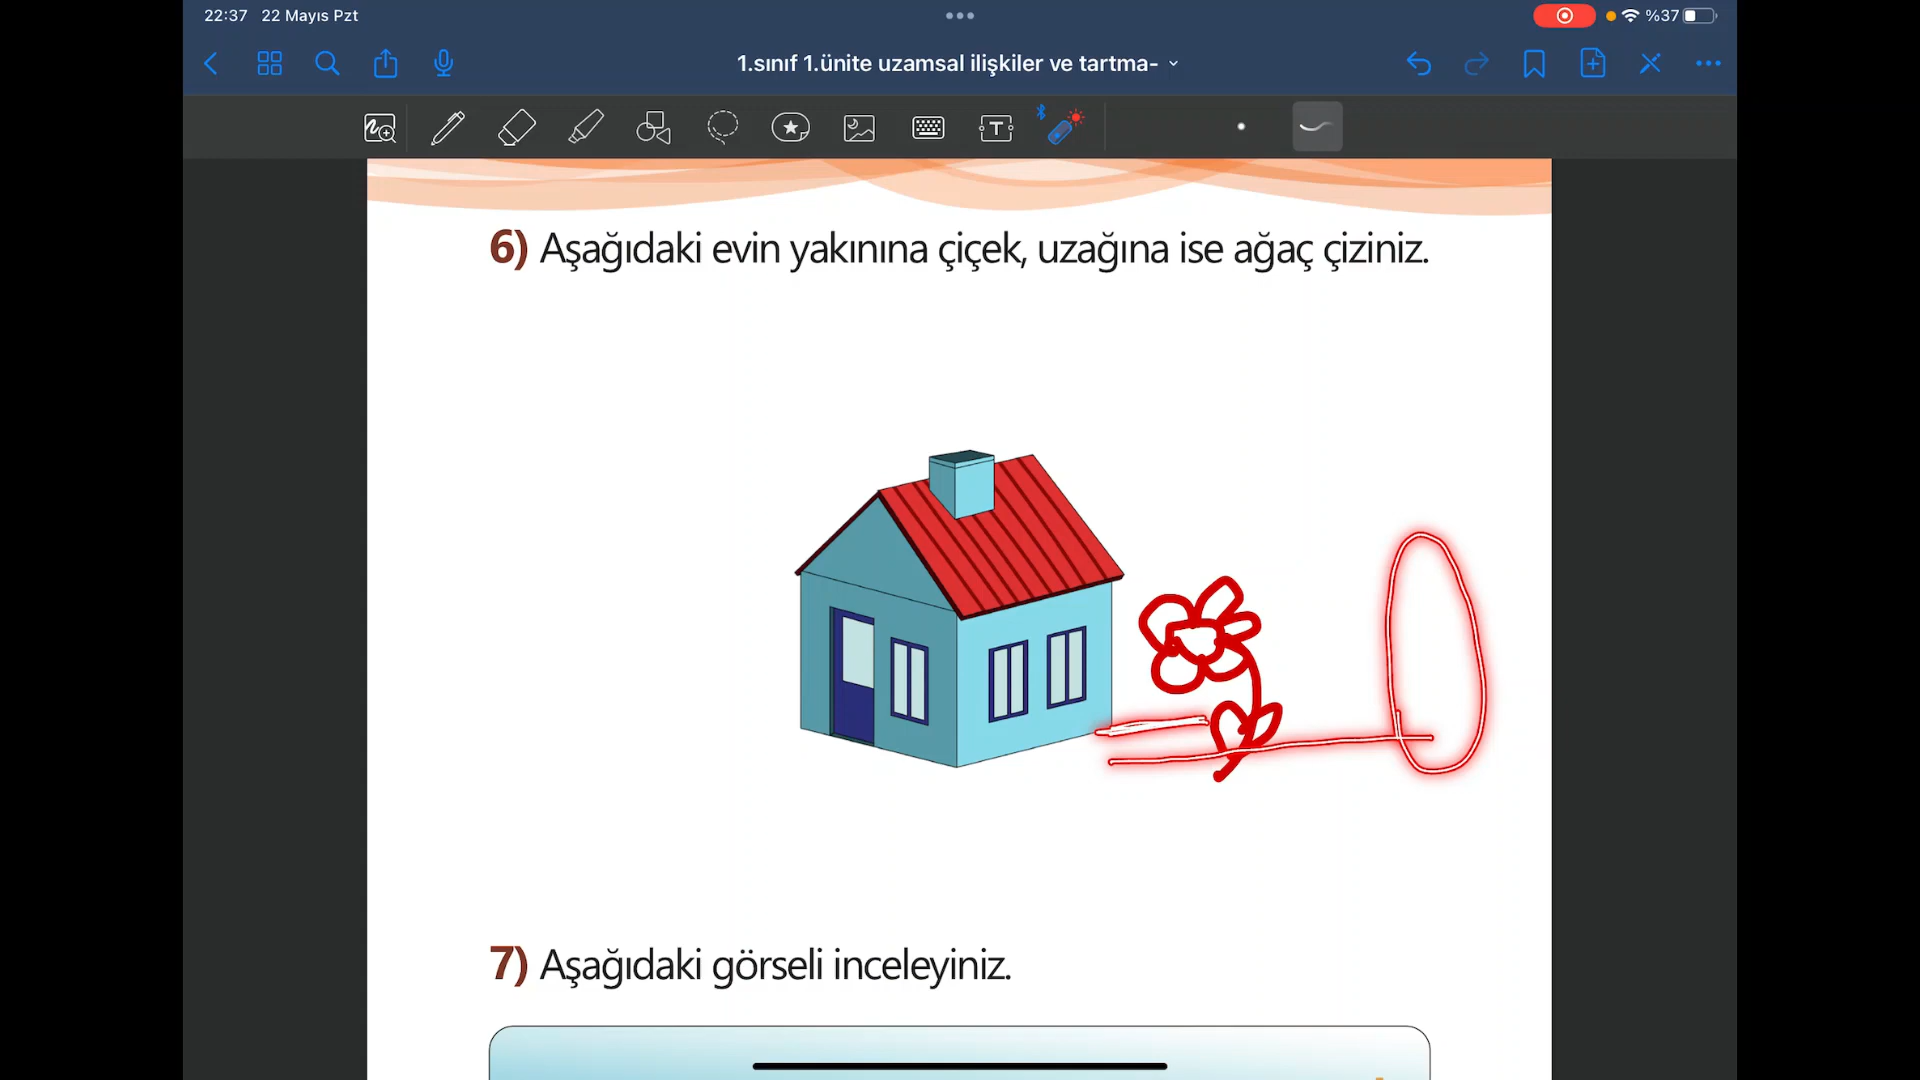 22:37 22 Mayıs Pzt
%37
1.sınıf 1.ünite uzamsal ilişkiler ve tartma-
T
6) Aşağıdaki evin yakınına çiçek, uzağına ise ağaç çiziniz.
7) Aşağıdaki görseli inceleyiniz.